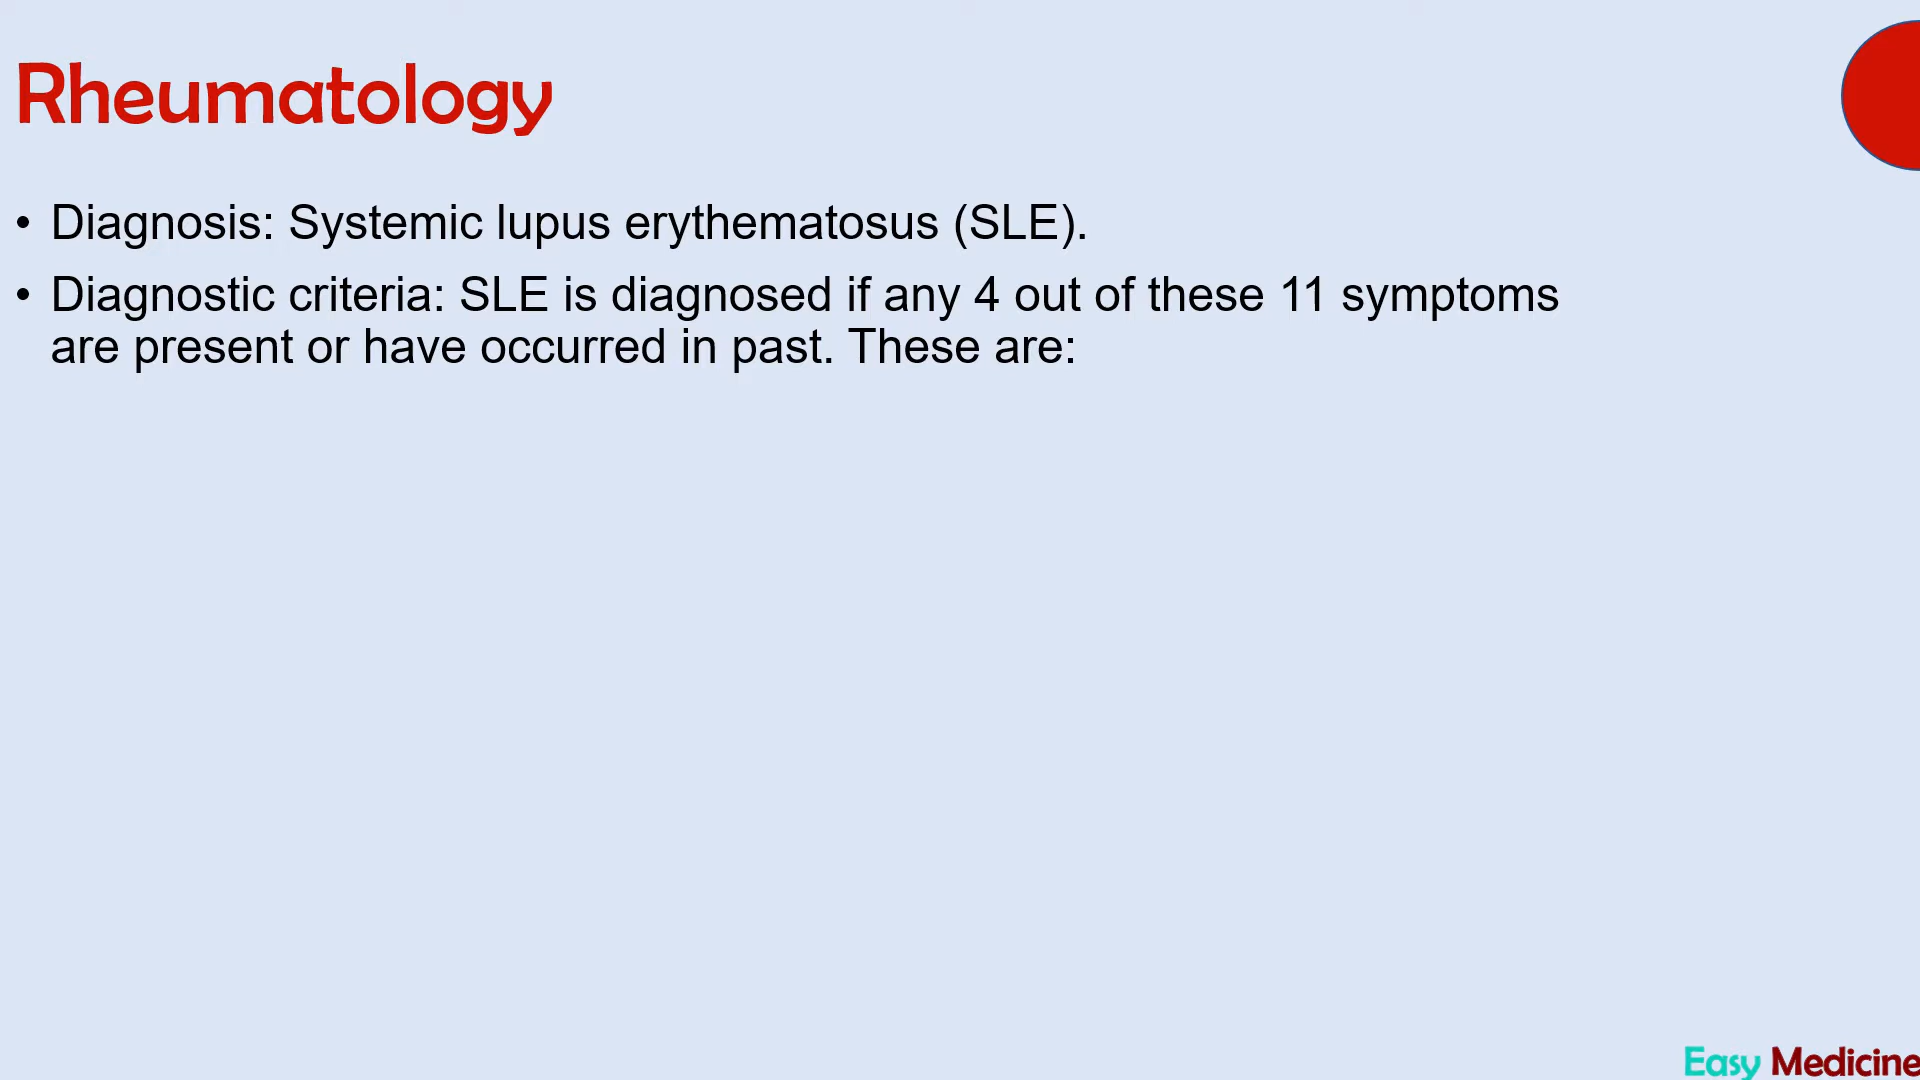 Rheumatology
• Diagnosis: Systemic lupus erythematosus (SLE).
• Diagnostic criteria: SLE is diagnosed if any 4 out of these 11 symptoms
are present or have occurred in past. These are:
Easy Medicine